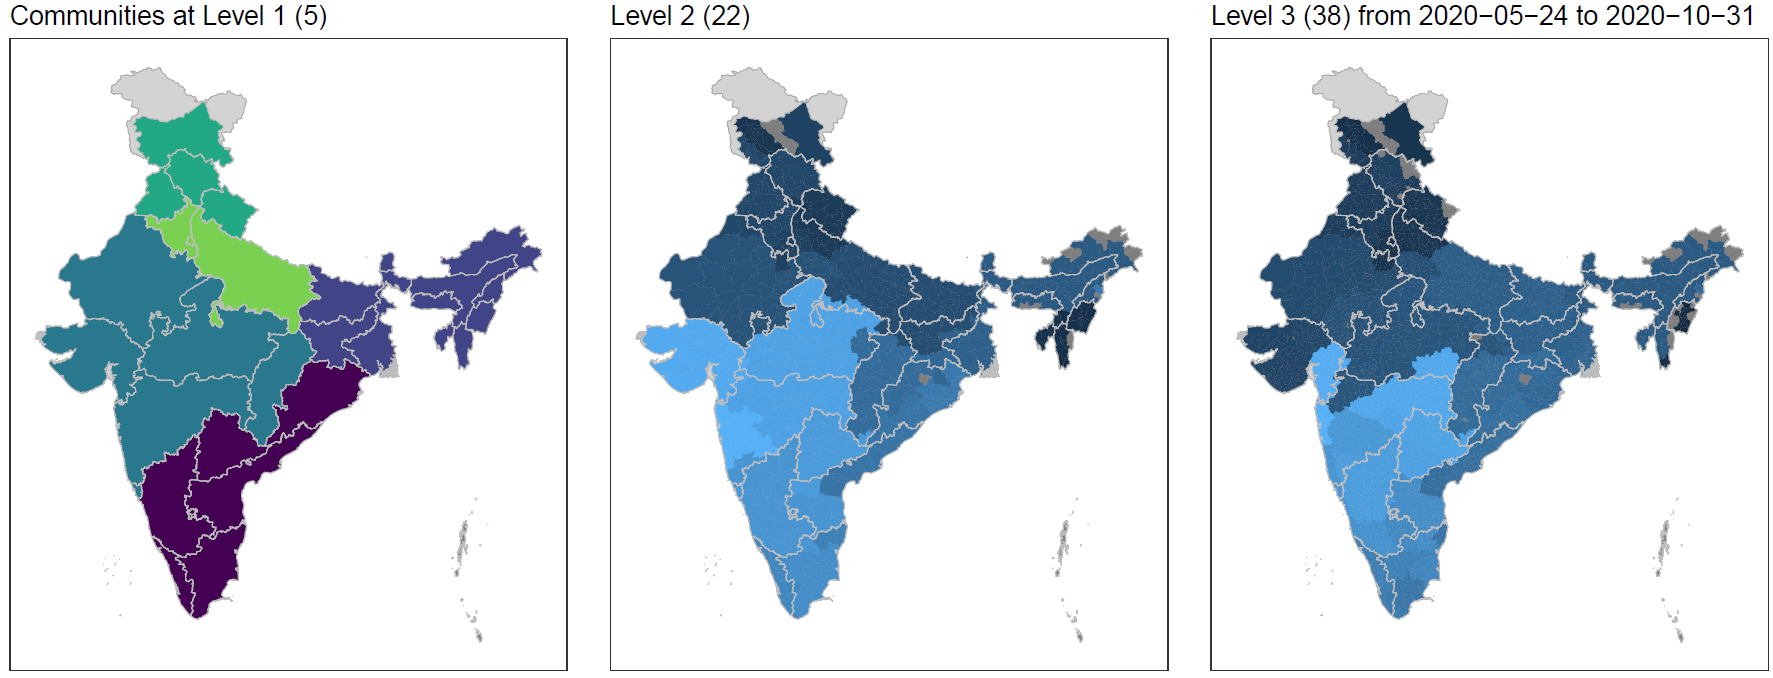 Communities at Level 1 (5)
Level 2 (22)
Level 3 (38) from 2020−05−24 to 2020−10−31